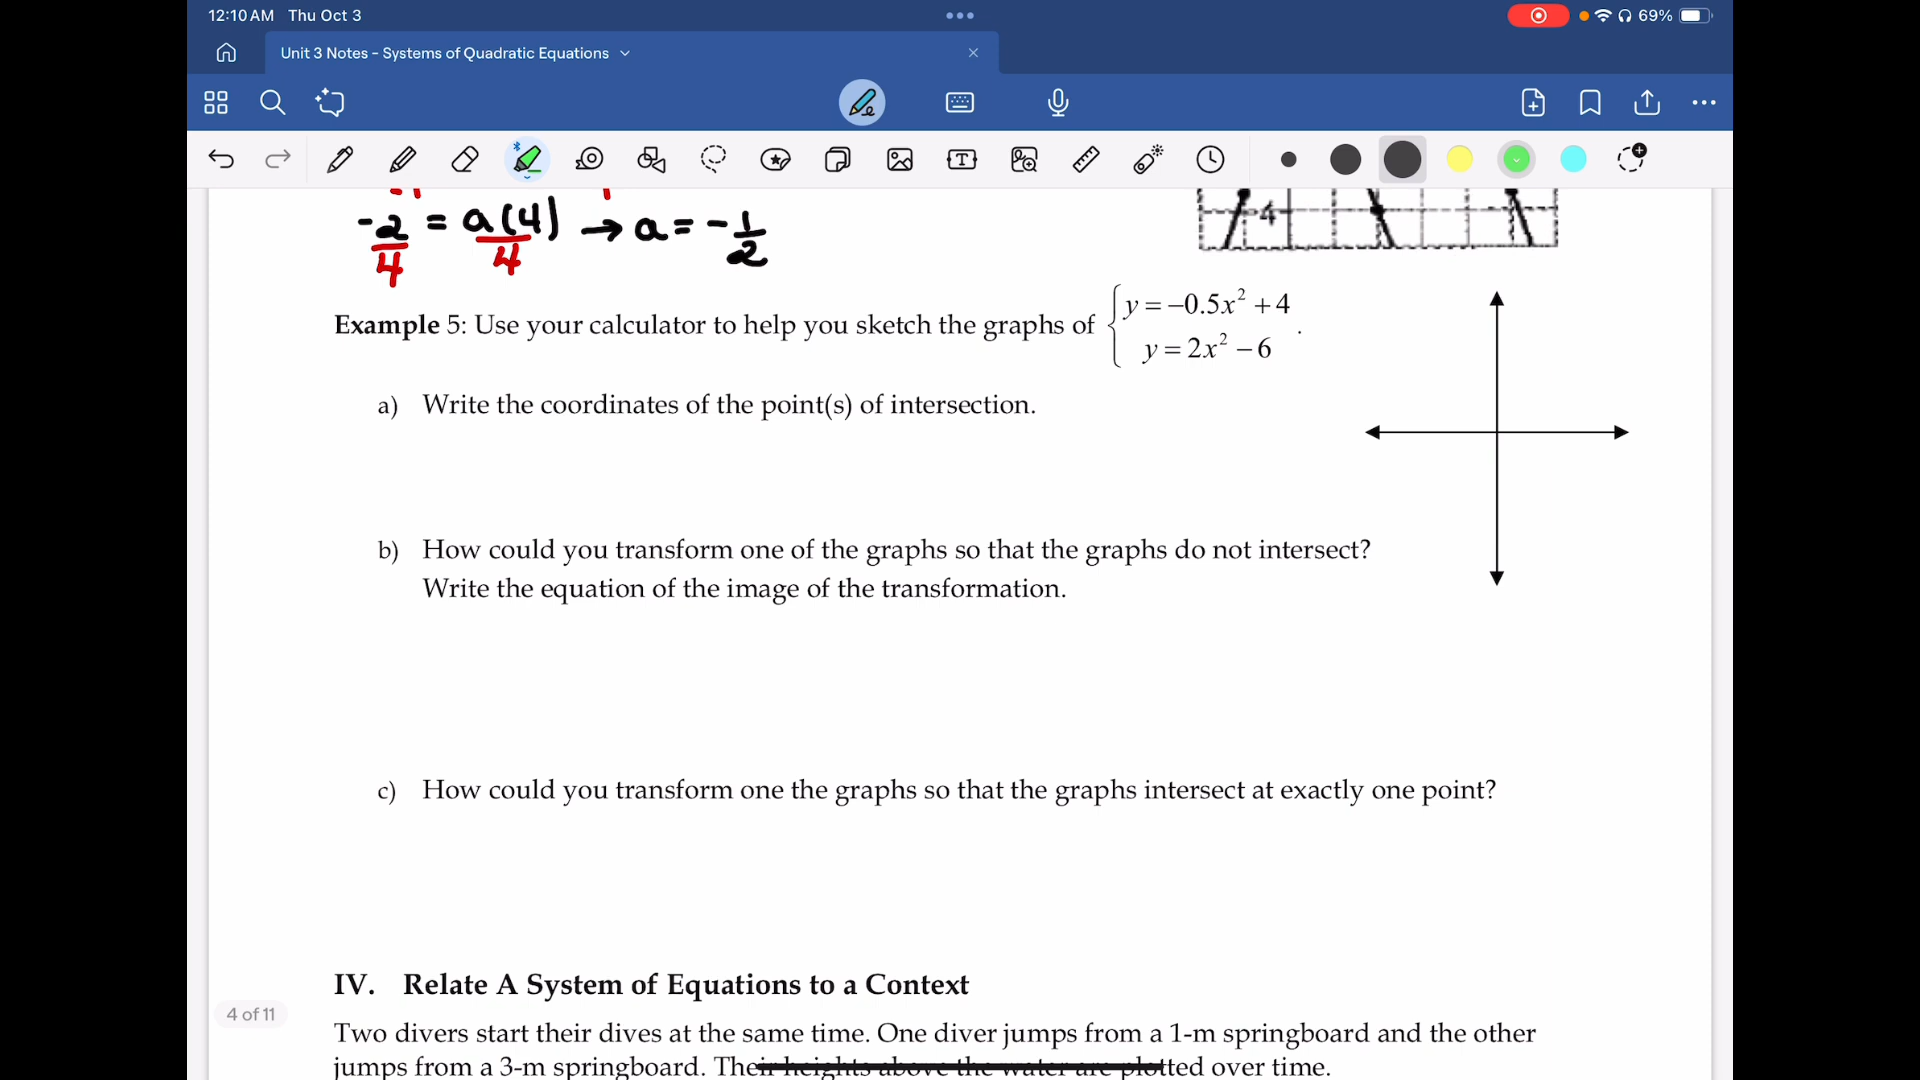 12:10 AM Thu Oct 3
69%
Unit 3 Notes - Systems of Quadratic Equations
-2 = a(4) → a = -1/2
4 4
-4
Example 5: Use your calculator to help you sketch the graphs of { y = −0.5x² + 4
y = 2x² − 6 .
a) Write the coordinates of the point(s) of intersection.
b) How could you transform one of the graphs so that the graphs do not intersect?
Write the equation of the image of the transformation.
c) How could you transform one the graphs so that the graphs intersect at exactly one point?
IV. Relate A System of Equations to a Context
4 of 11
Two divers start their dives at the same time. One diver jumps from a 1-m springboard and the other
jumps from a 3-m springboard. Their heights above the water are plotted over time.